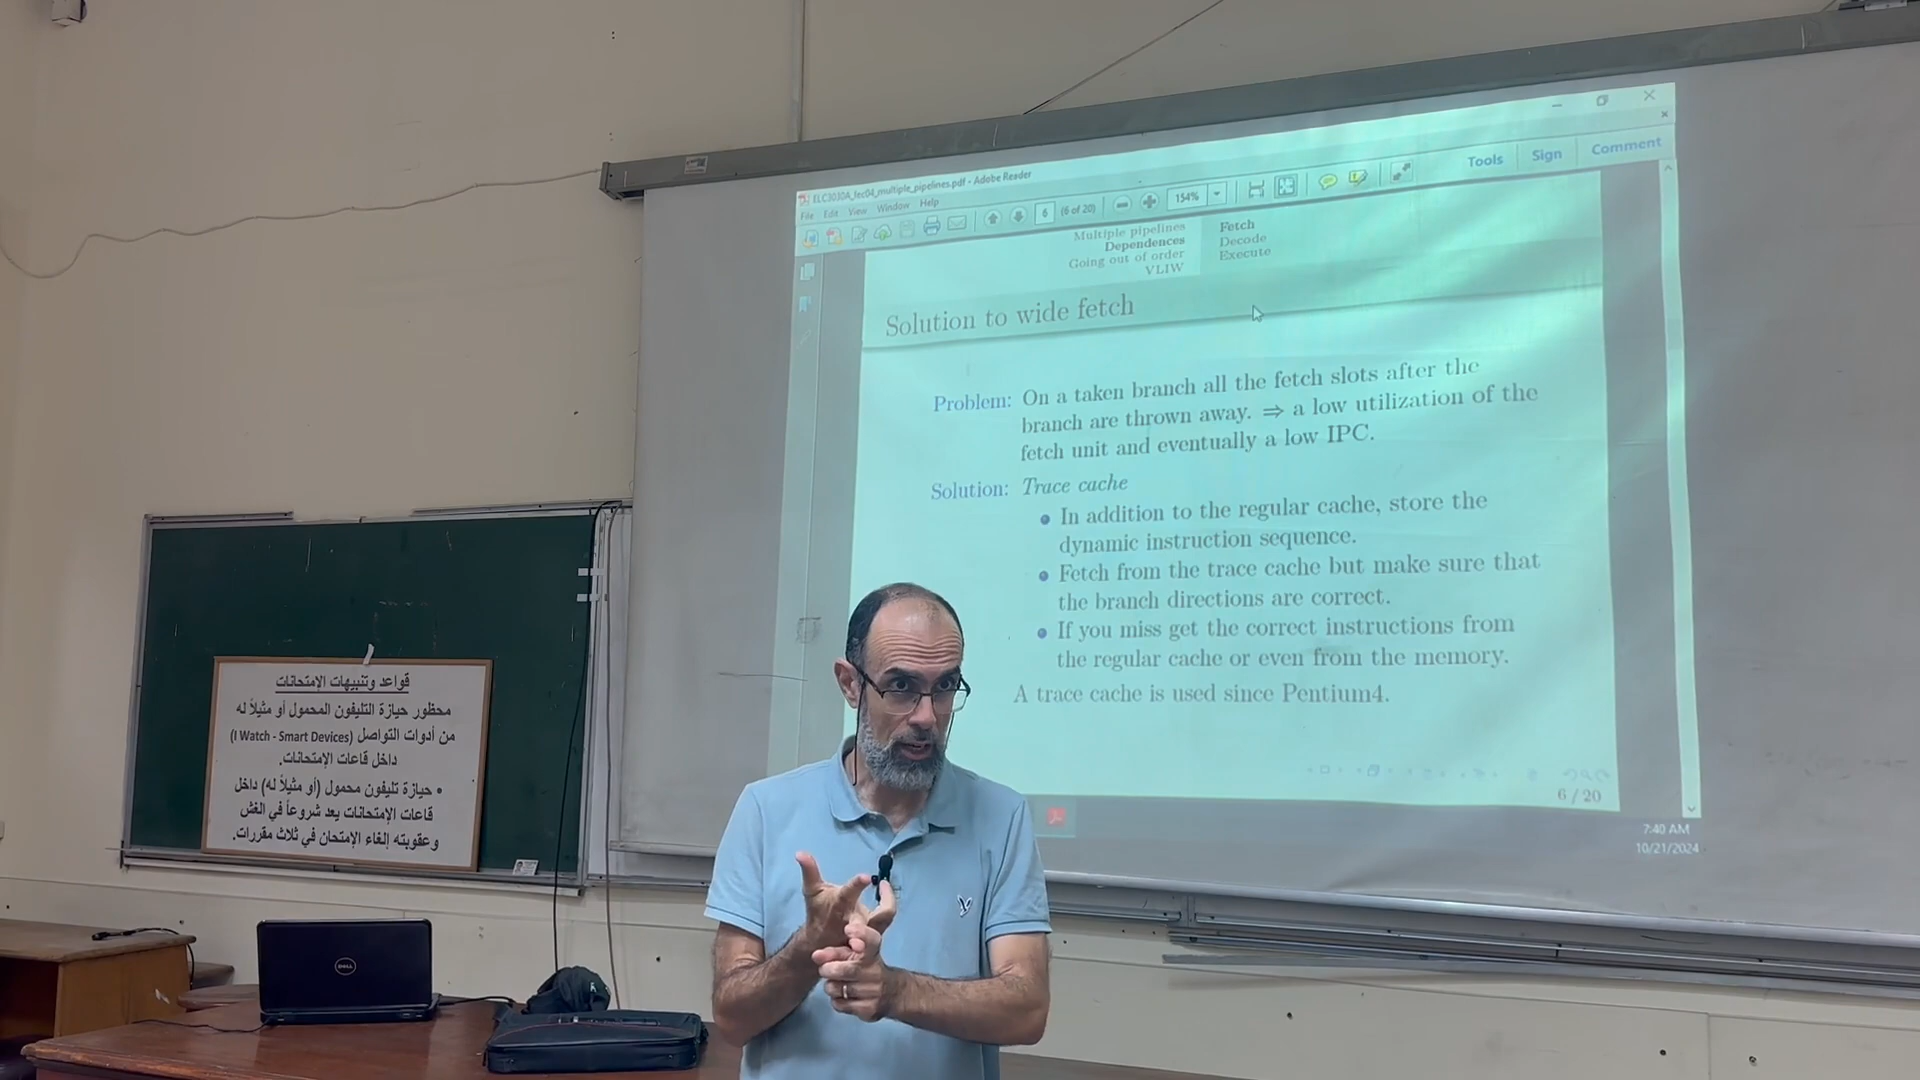 ELC3030A_lec04_multiple_pipelines.pdf - Adobe Reader
File Edit View Window Help
6 (6 of 20) 154%
Tools Sign Comment
Multiple pipelines
Dependences
Going out of order
VLIW
Fetch
Decode
Execute
Solution to wide fetch
Problem: On a taken branch all the fetch slots after the
branch are thrown away. ⇒ a low utilization of the
fetch unit and eventually a low IPC.
Solution: Trace cache
• In addition to the regular cache, store the
dynamic instruction sequence.
• Fetch from the trace cache but make sure that
the branch directions are correct.
• If you miss get the correct instructions from
the regular cache or even from the memory.
A trace cache is used since Pentium4.
6 / 20
7:40 AM
10/21/2024
قواعد وتنبيهات الإمتحانات
محظور حيازة التليفون المحمول أو مثيلاً له
من أدوات التواصل (I Watch - Smart Devices)
داخل قاعات الإمتحانات.
• حيازة تليفون محمول (أو مثيلاً له) داخل
قاعات الإمتحانات يعد شروعاً في الغش
وعقوبته إلغاء الإمتحان في ثلاث مقررات.
DELL